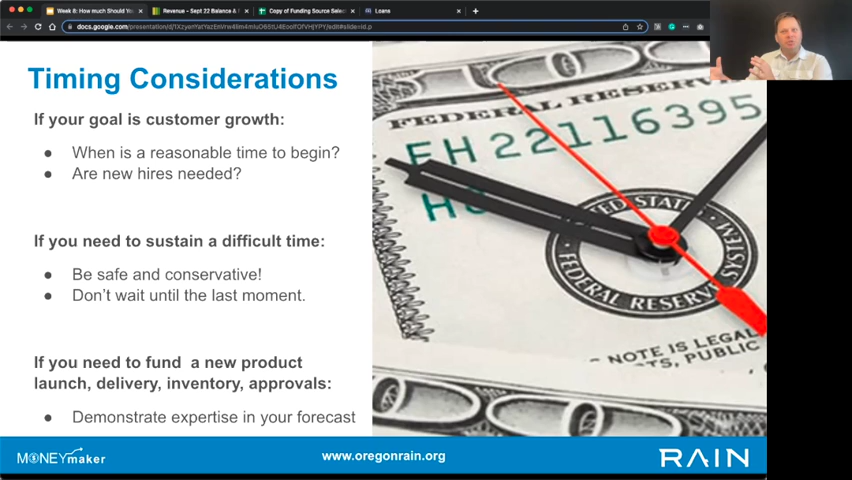 Week 8: How much Should Yo
Revenue – Sept 22 Balance &
Copy of Funding Source Selec
Loans
Timing Considerations
If your goal is customer growth:
● When is a reasonable time to begin?
● Are new hires needed?
If you need to sustain a difficult time:
● Be safe and conservative!
● Don’t wait until the last moment.
If you need to fund a new product
launch, delivery, inventory, approvals:
● Demonstrate expertise in your forecast
FEDERAL RESERVE
EH 22116395
UNITED STATES
FEDERAL RESERVE SYSTEM
NOTE IS LEGAL
TS, PUBLIC
MONEYmaker
www.oregonrain.org
RAIN